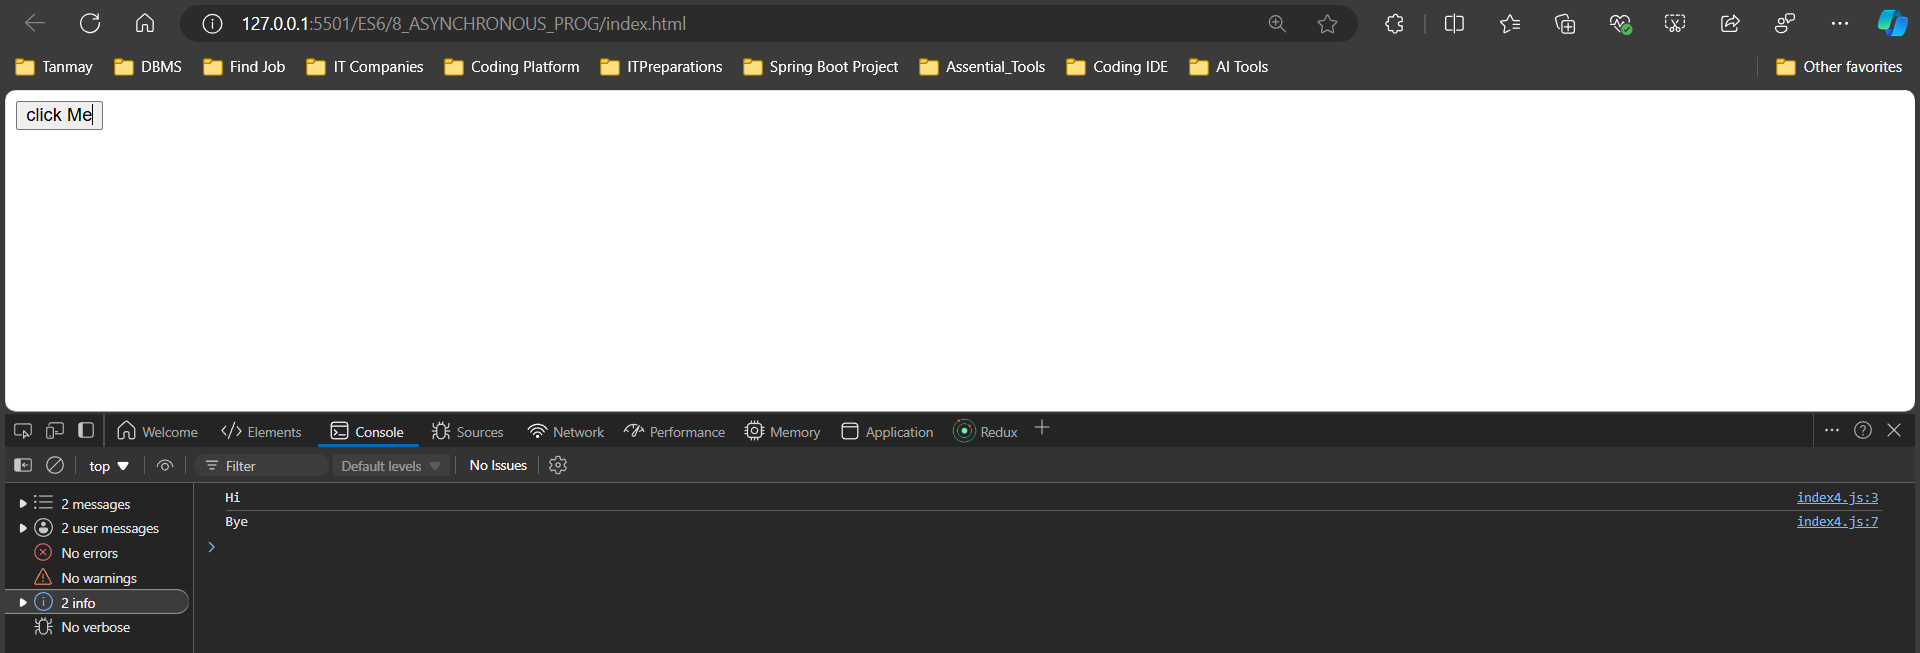 127.0.0.1:5501/ES6/8_ASYNCHRONOUS_PROG/index.html
Tanmay DBMS Find Job IT Companies Coding Platform ITPreparations Spring Boot Project Assential_Tools Coding IDE AI Tools Other favorites
click Me
Welcome Elements Console Sources Network Performance Memory Application Redux
top Filter Default levels No Issues
2 messages
2 user messages
No errors
No warnings
2 info
No verbose
Hi index4.js:3
Bye index4.js:7